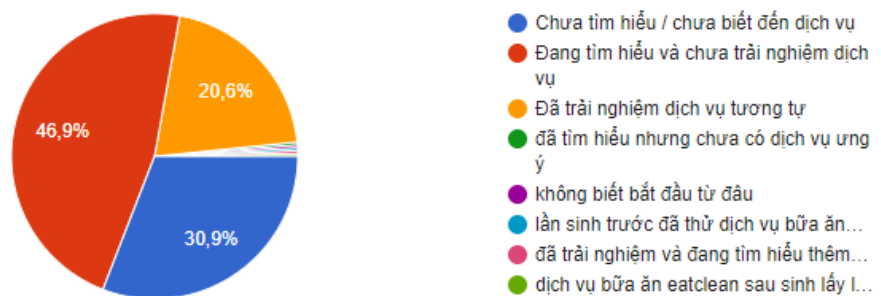 46,9%
20,6%
30,9%
Chưa tìm hiểu / chưa biết đến dịch vụ
Đang tìm hiểu và chưa trải nghiệm dịch
vụ
Đã trải nghiệm dịch vụ tương tự
đã tìm hiểu nhưng chưa có dịch vụ ưng
ý
không biết bắt đầu từ đâu
lần sinh trước đã thử dịch vụ bữa ăn…
đã trải nghiệm và đang tìm hiểu thêm…
dịch vụ bữa ăn eatclean sau sinh lấy l…